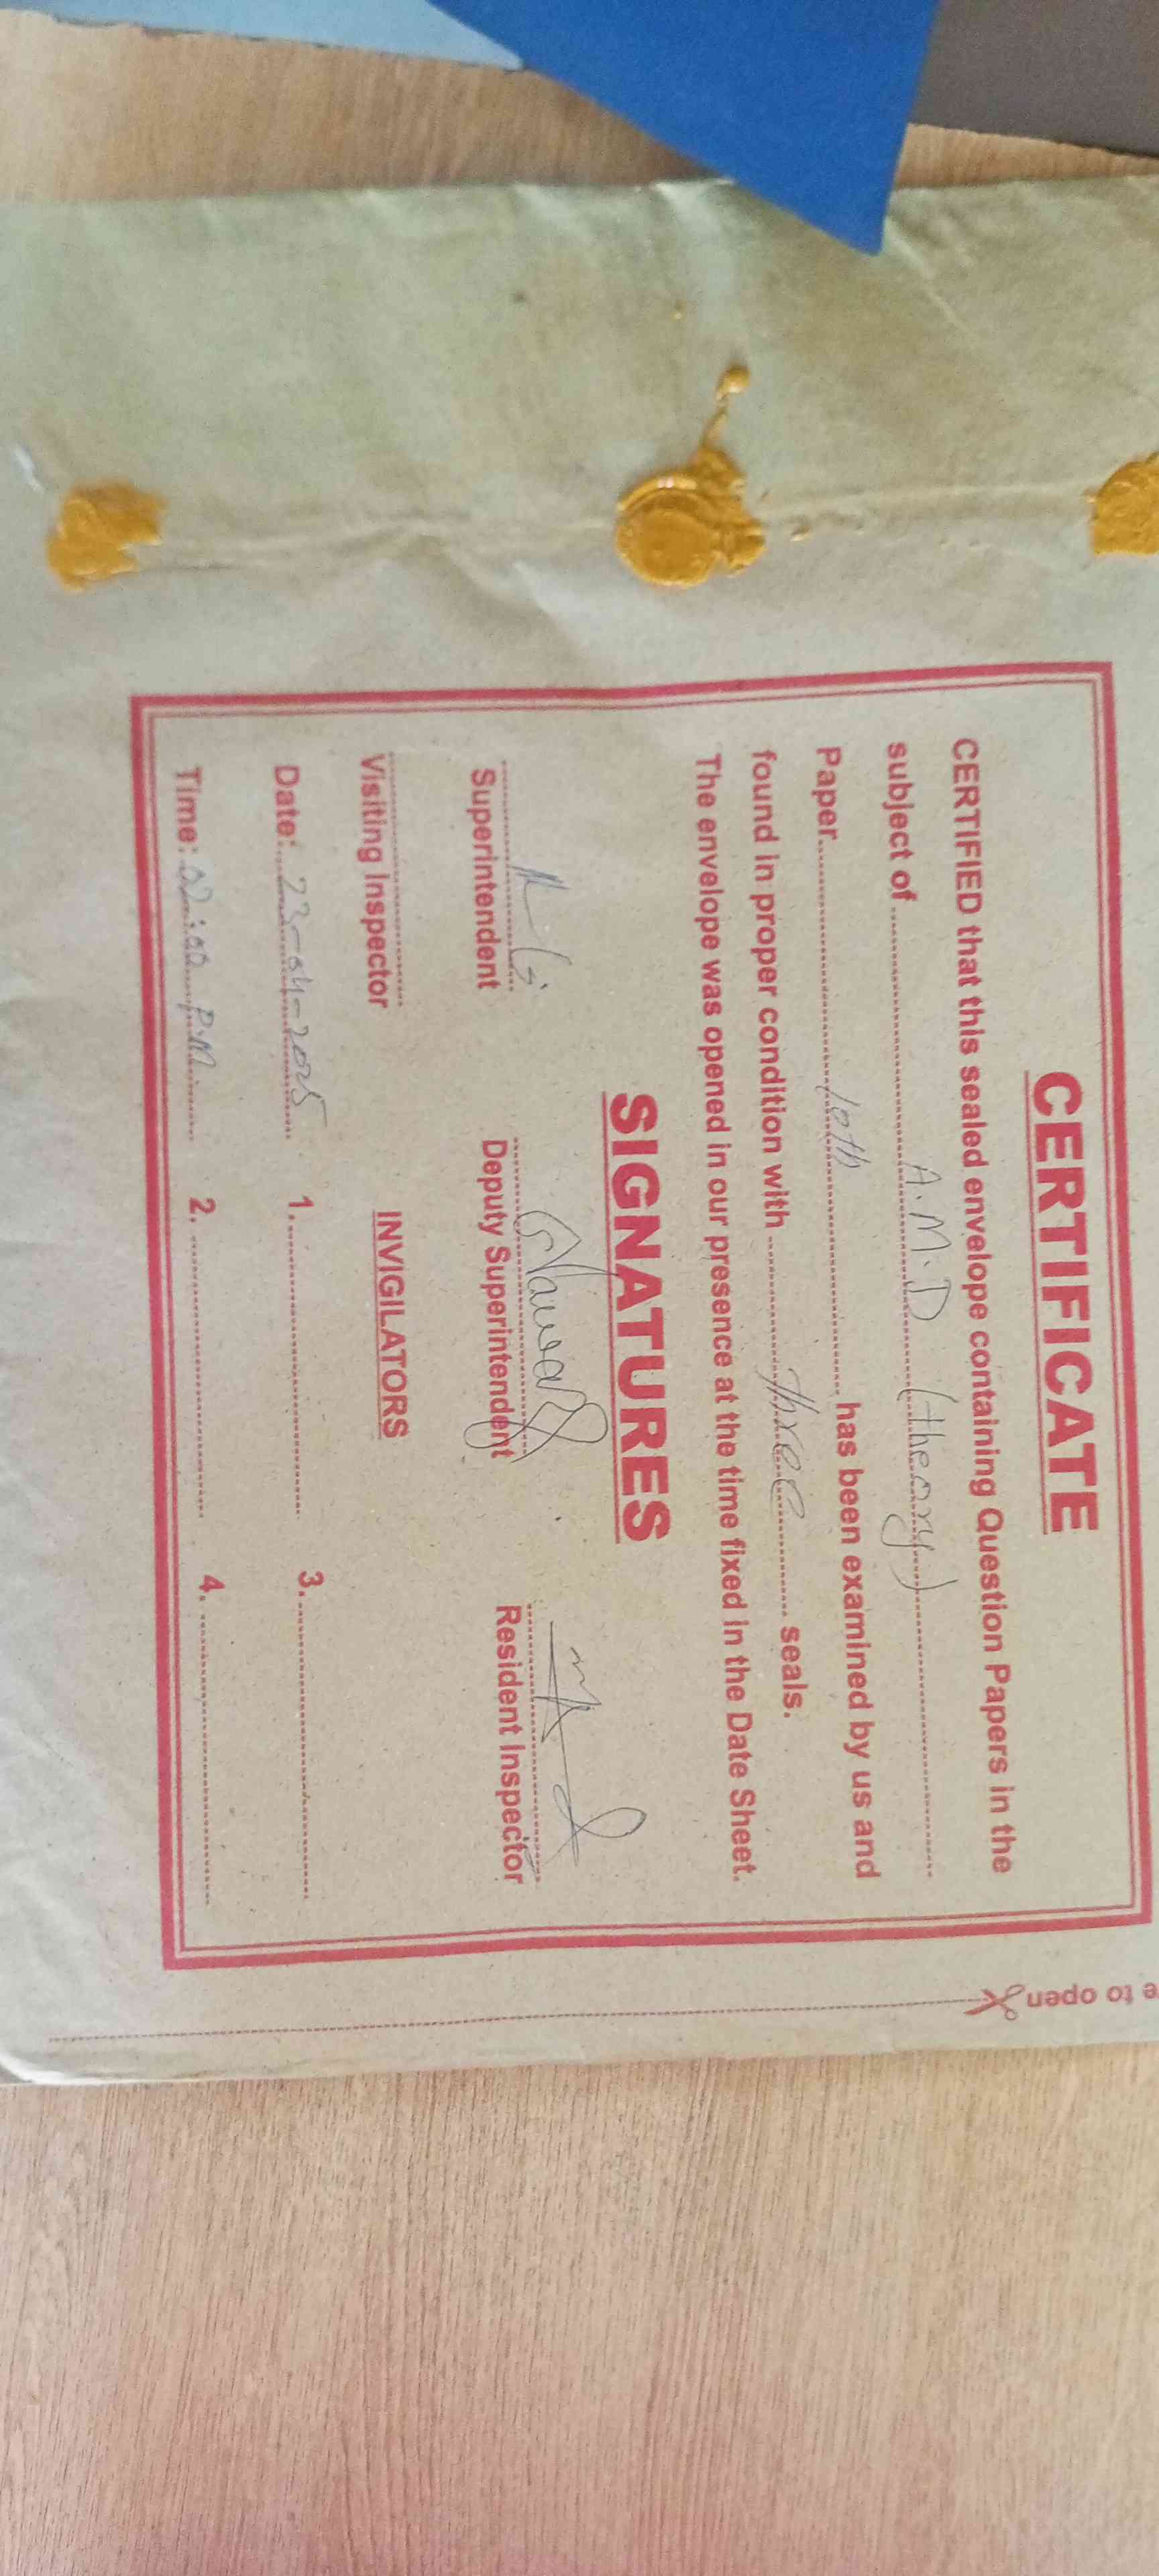 CERTIFICATE
CERTIFIED that this sealed envelope containing Question Papers in the
subject of A.M.D (theory)
Paper 10th has been examined by us and
found in proper condition with three seals.
The envelope was opened in our presence at the time fixed in the Date Sheet.
SIGNATURES
Superintendent Deputy Superintendent Resident Inspector
Visiting Inspector
INVIGILATORS
Date: 23-04-2025 1. 3.
Time: 02:00 P.M 2. 4.
to open